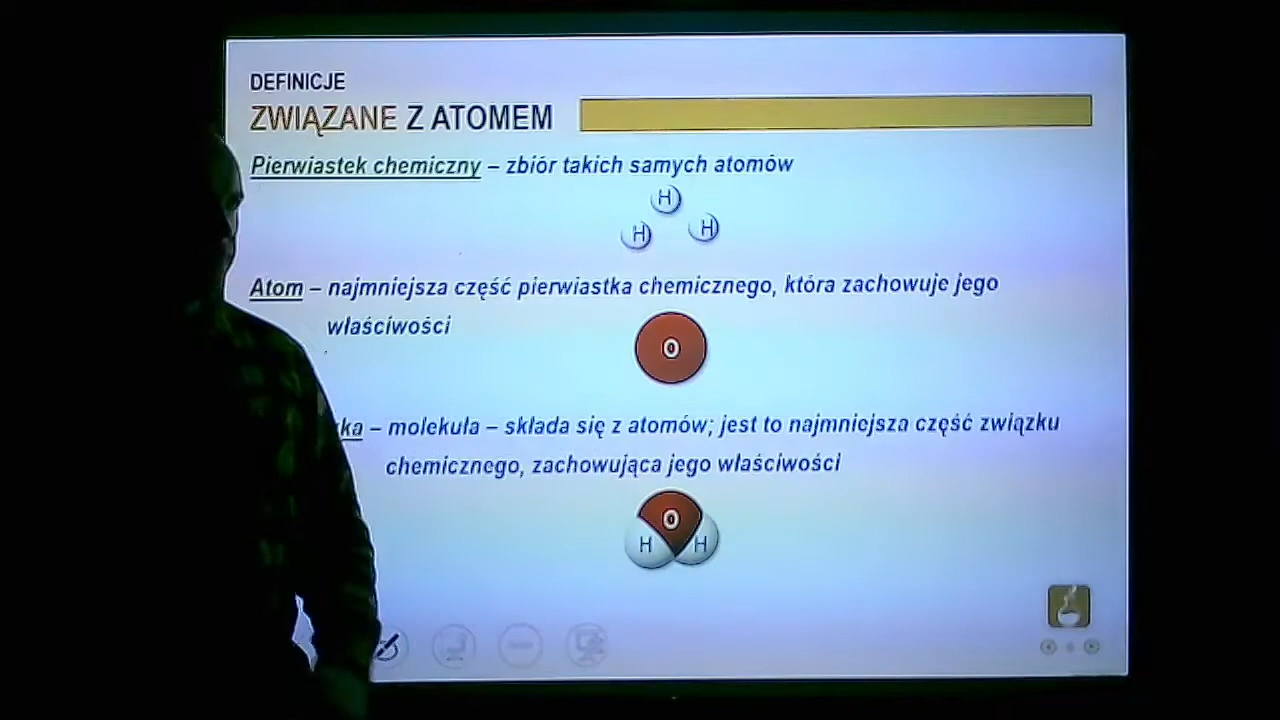 DEFINICJE
ZWIĄZANE Z ATOMEM
Pierwiastek chemiczny – zbiór takich samych atomów
H
H H
Atom – najmniejsza część pierwiastka chemicznego, która zachowuje jego
właściwości
O
– molekuła – składa się z atomów; jest to najmniejsza część związku
chemicznego, zachowująca jego właściwości
O
H H